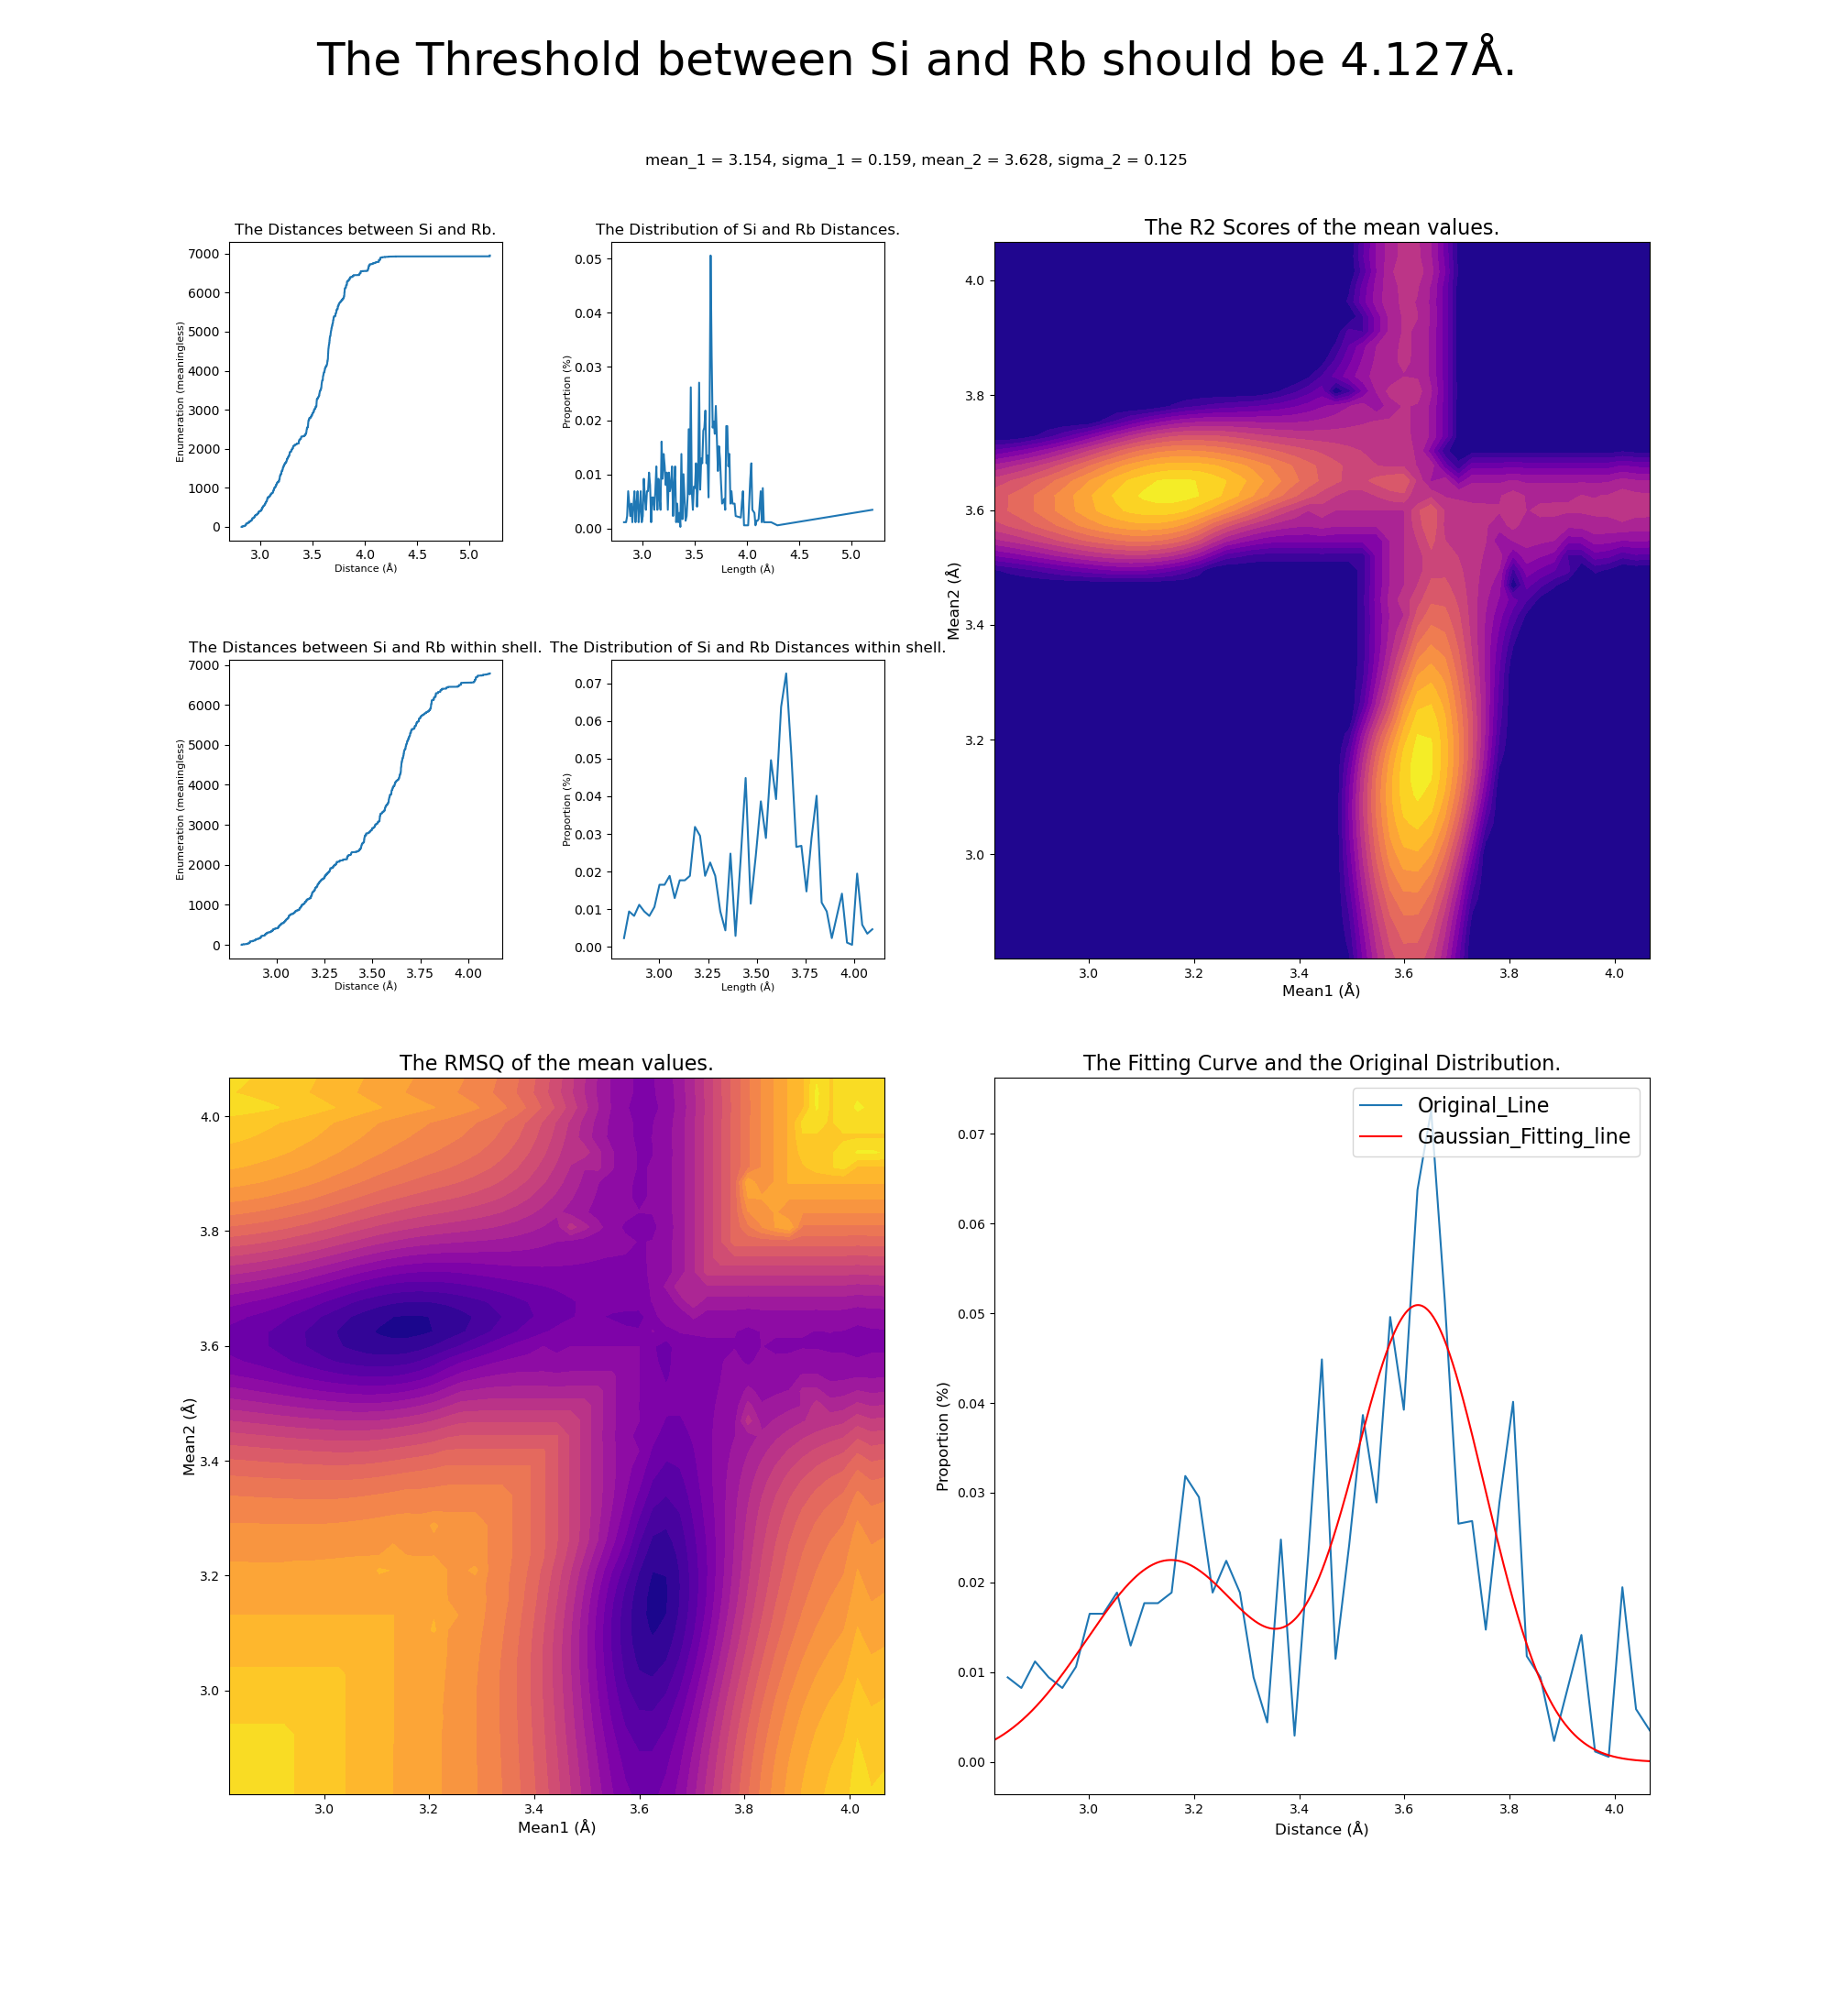 The Threshold between Si and Rb should be 4.127Å.
mean_1 = 3.154, sigma_1 = 0.159, mean_2 = 3.628, sigma_2 = 0.125
The Distances between Si and Rb.
7000
6000
5000
4000
3000
2000
1000
0
Enumeration (meaningless)
3.0 3.5 4.0 4.5 5.0
Distance (Å)
The Distribution of Si and Rb Distances.
0.05
0.04
0.03
0.02
0.01
0.00
Proportion (%)
3.0 3.5 4.0 4.5 5.0
Length (Å)
The R2 Scores of the mean values.
4.0
3.8
3.6
3.4
3.2
3.0
Mean2 (Å)
3.0 3.2 3.4 3.6 3.8 4.0
Mean1 (Å)
The Distances between Si and Rb within shell.
7000
6000
5000
4000
3000
2000
1000
0
Enumeration (meaningless)
3.00 3.25 3.50 3.75 4.00
Distance (Å)
The Distribution of Si and Rb Distances within shell.
0.07
0.06
0.05
0.04
0.03
0.02
0.01
0.00
Proportion (%)
3.00 3.25 3.50 3.75 4.00
Length (Å)
The RMSQ of the mean values.
4.0
3.8
3.6
3.4
3.2
3.0
Mean2 (Å)
3.0 3.2 3.4 3.6 3.8 4.0
Mean1 (Å)
The Fitting Curve and the Original Distribution.
Original_Line
Gaussian_Fitting_line
0.07
0.06
0.05
0.04
0.03
0.02
0.01
0.00
Proportion (%)
3.0 3.2 3.4 3.6 3.8 4.0
Distance (Å)